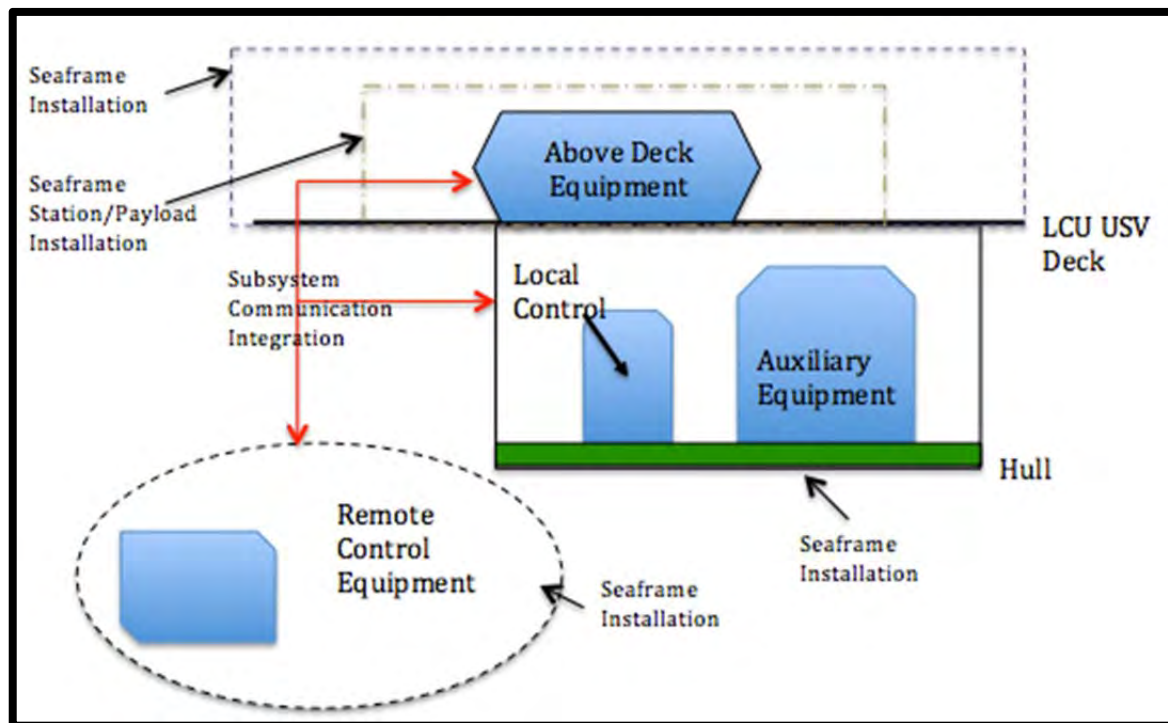 Seaframe
Installation
Above Deck
Equipment
Seaframe
Station/Payload
Installation
LCU USV
Deck
Subsystem
Communication
Integration
Local
Control
Auxiliary
Equipment
Hull
Remote
Control
Equipment
Seaframe
Installation
Seaframe
Installation